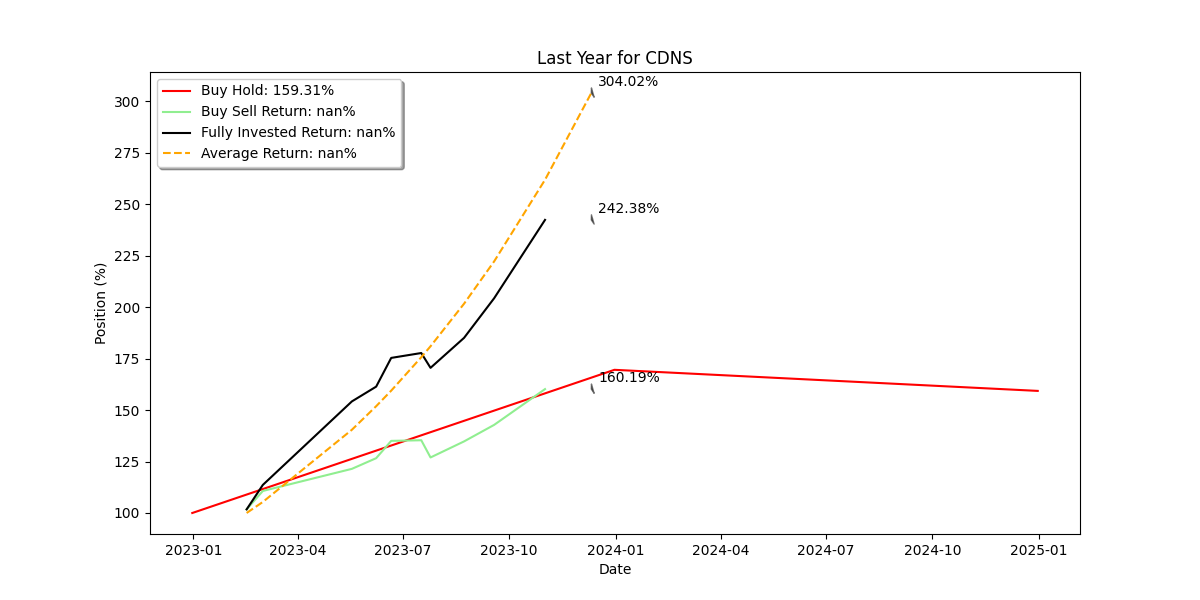 Last Year for CDNS
Buy Hold: 159.31%
Buy Sell Return: nan%
Fully Invested Return: nan%
Average Return: nan%
304.02%
242.38%
160.19%
300
275
250
225
200
175
150
125
100
Position (%)
2023-01 2023-04 2023-07 2023-10 2024-01 2024-04 2024-07 2024-10 2025-01
Date